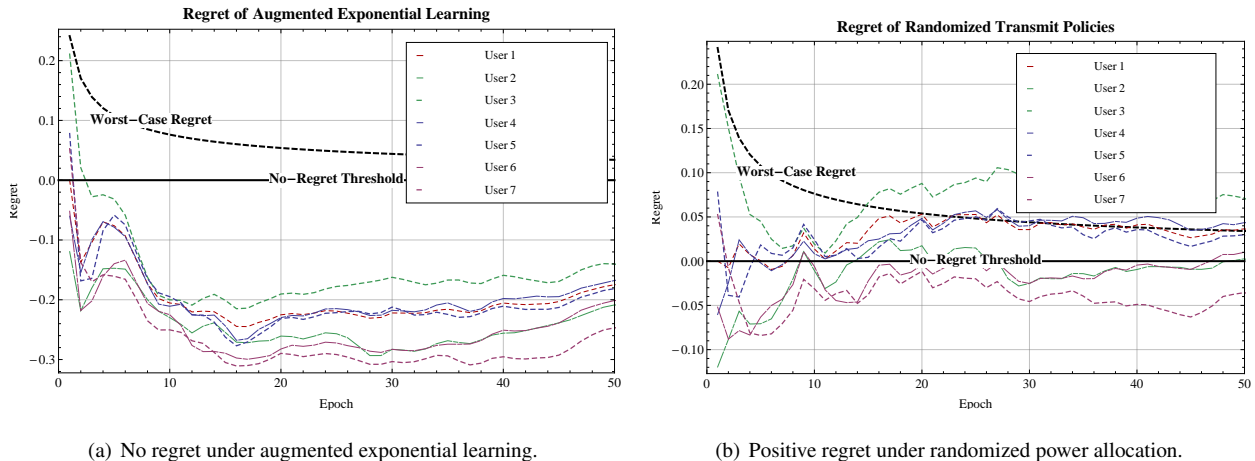 Regret of Augmented Exponential Learning
0.2
0.1
0.0
−0.1
−0.2
−0.3
Regret
Worst−Case Regret
No−Regret Threshold
User 1
User 2
User 3
User 4
User 5
User 6
User 7
0
10
20
30
40
50
Epoch
(a) No regret under augmented exponential learning.
Regret of Randomized Transmit Policies
0.20
0.15
0.10
0.05
0.00
−0.05
−0.10
Regret
Worst−Case Regret
No−Regret Threshold
User 1
User 2
User 3
User 4
User 5
User 6
User 7
0
10
20
30
40
50
Epoch
(b) Positive regret under randomized power allocation.